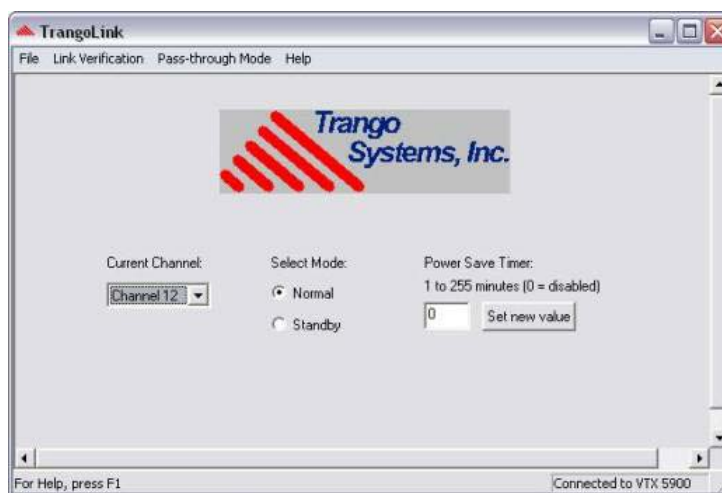 TrangoLink
File Link Verification Pass-through Mode Help
Trango
Systems, Inc.
Current Channel: Select Mode: Power Save Timer:
1 to 255 minutes (0 = disabled)
Channel 12 Normal
0 Set new value
Standby
For Help, press F1 Connected to VTX 5900